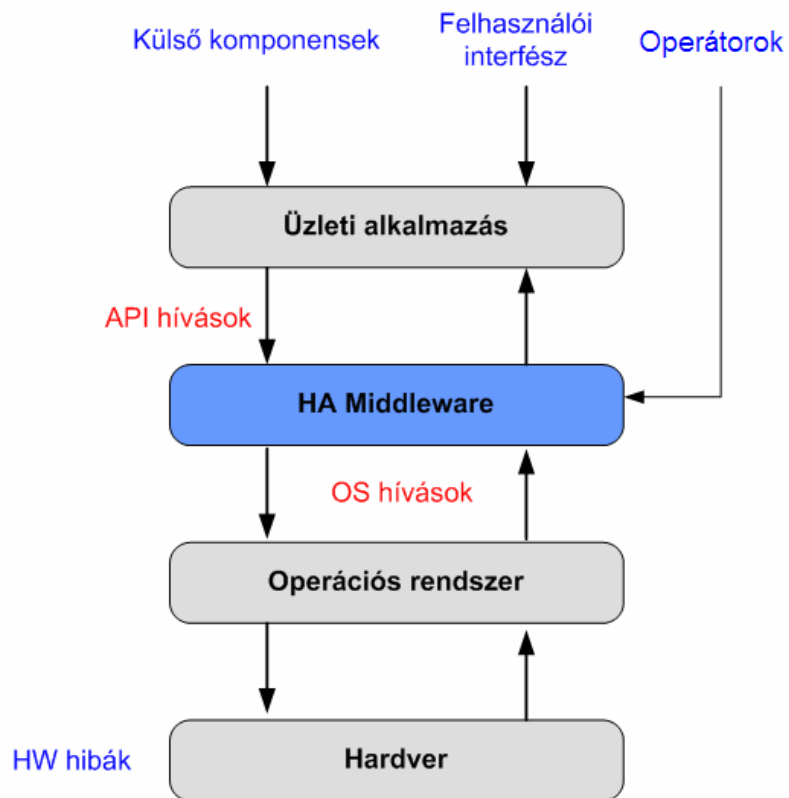 Külső komponensek
Felhasználói
interfész
Operátorok
Üzleti alkalmazás
API hívások
HA Middleware
OS hívások
Operációs rendszer
HW hibák
Hardver